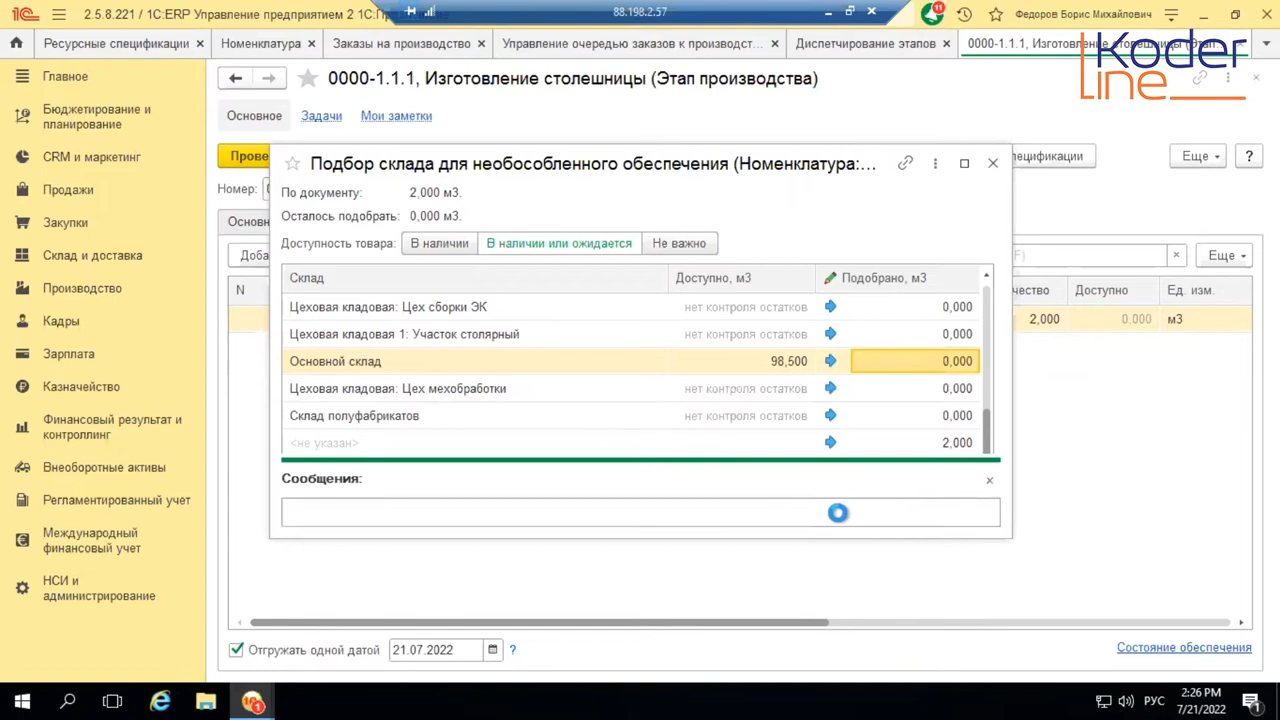 1С 2.5.8.221 / 1С:ERP Управление предприятием 2 1С:П
88.198.2.57
11
Федоров Борис Михайлович
Ресурсные спецификации
Номенклатура
Заказы на производство
Управление очередью заказов к производст...
Диспетчирование этапов
0000-1.1.1, Изготовление столешницы
Koder
line
Главное
Бюджетирование и
планирование
CRM и маркетинг
Продажи
Закупки
Склад и доставка
Производство
Кадры
Зарплата
Казначейство
Финансовый результат и
контроллинг
Внеоборотные активы
Регламентированный учет
Международный
финансовый учет
НСИ и
администрирование
0000-1.1.1, Изготовление столешницы (Этап производства)
Основное
Задачи
Мои заметки
Прове
пецификации
Еще
?
Номер:
Основн
Доба
F)
×
Еще
N
чество
Доступно
Ед. изм.
2,000
0,000
м3
Подбор склада для необособленного обеспечения (Номенклатура:...
По документу:
2,000 м3.
Осталось подобрать:
0,000 м3.
Доступность товара:
В наличии
В наличии или ожидается
Не важно
Склад
Доступно, м3
Подобрано, м3
Цеховая кладовая: Цех сборки ЭК
нет контроля остатков
0,000
Цеховая кладовая 1: Участок столярный
нет контроля остатков
0,000
Основной склад
98,500
0,000
Цеховая кладовая: Цех мехобработки
нет контроля остатков
0,000
Склад полуфабрикатов
нет контроля остатков
0,000
<не указан>
2,000
Сообщения:
Отгружать одной датой
21.07.2022
?
Состояние обеспечения
РУС
2:26 PM
7/21/2022
1
1